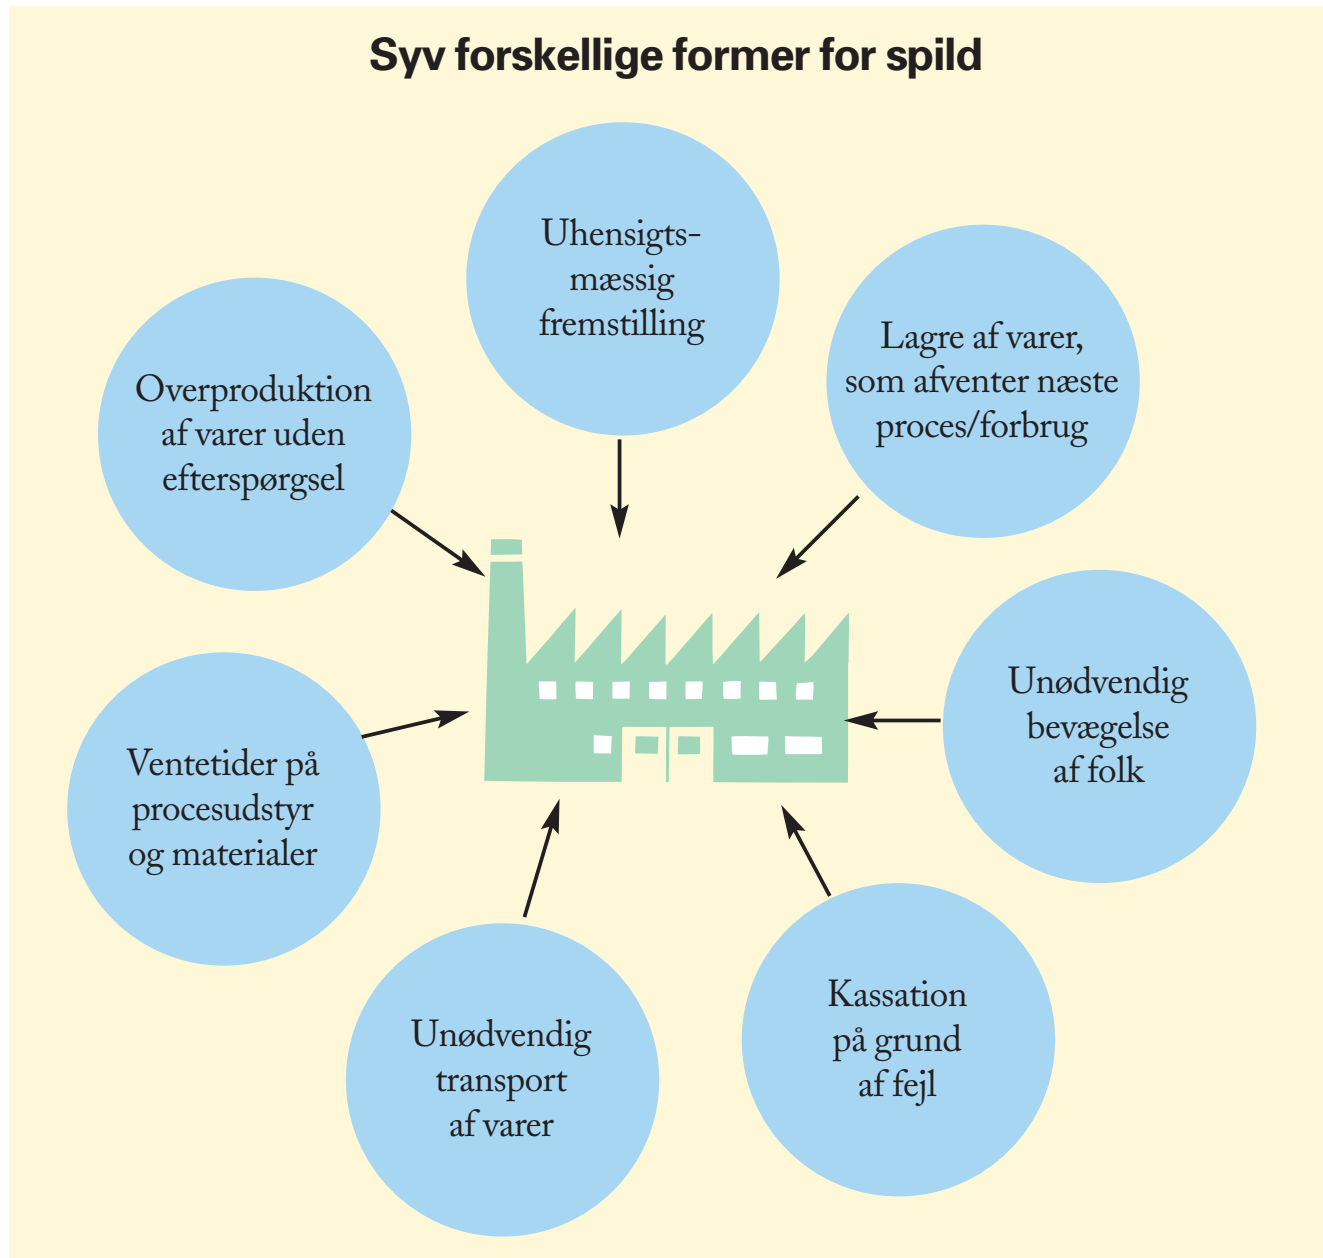 Syv forskellige former for spild
Uhensigts-
mæssig
fremstilling
Lagre af varer,
som afventer næste
proces/forbrug
Unødvendig
bevægelse
af folk
Kassation
på grund
af fejl
Unødvendig
transport
af varer
Ventetider på
procesudstyr
og materialer
Overproduktion
af varer uden
efterspørgsel